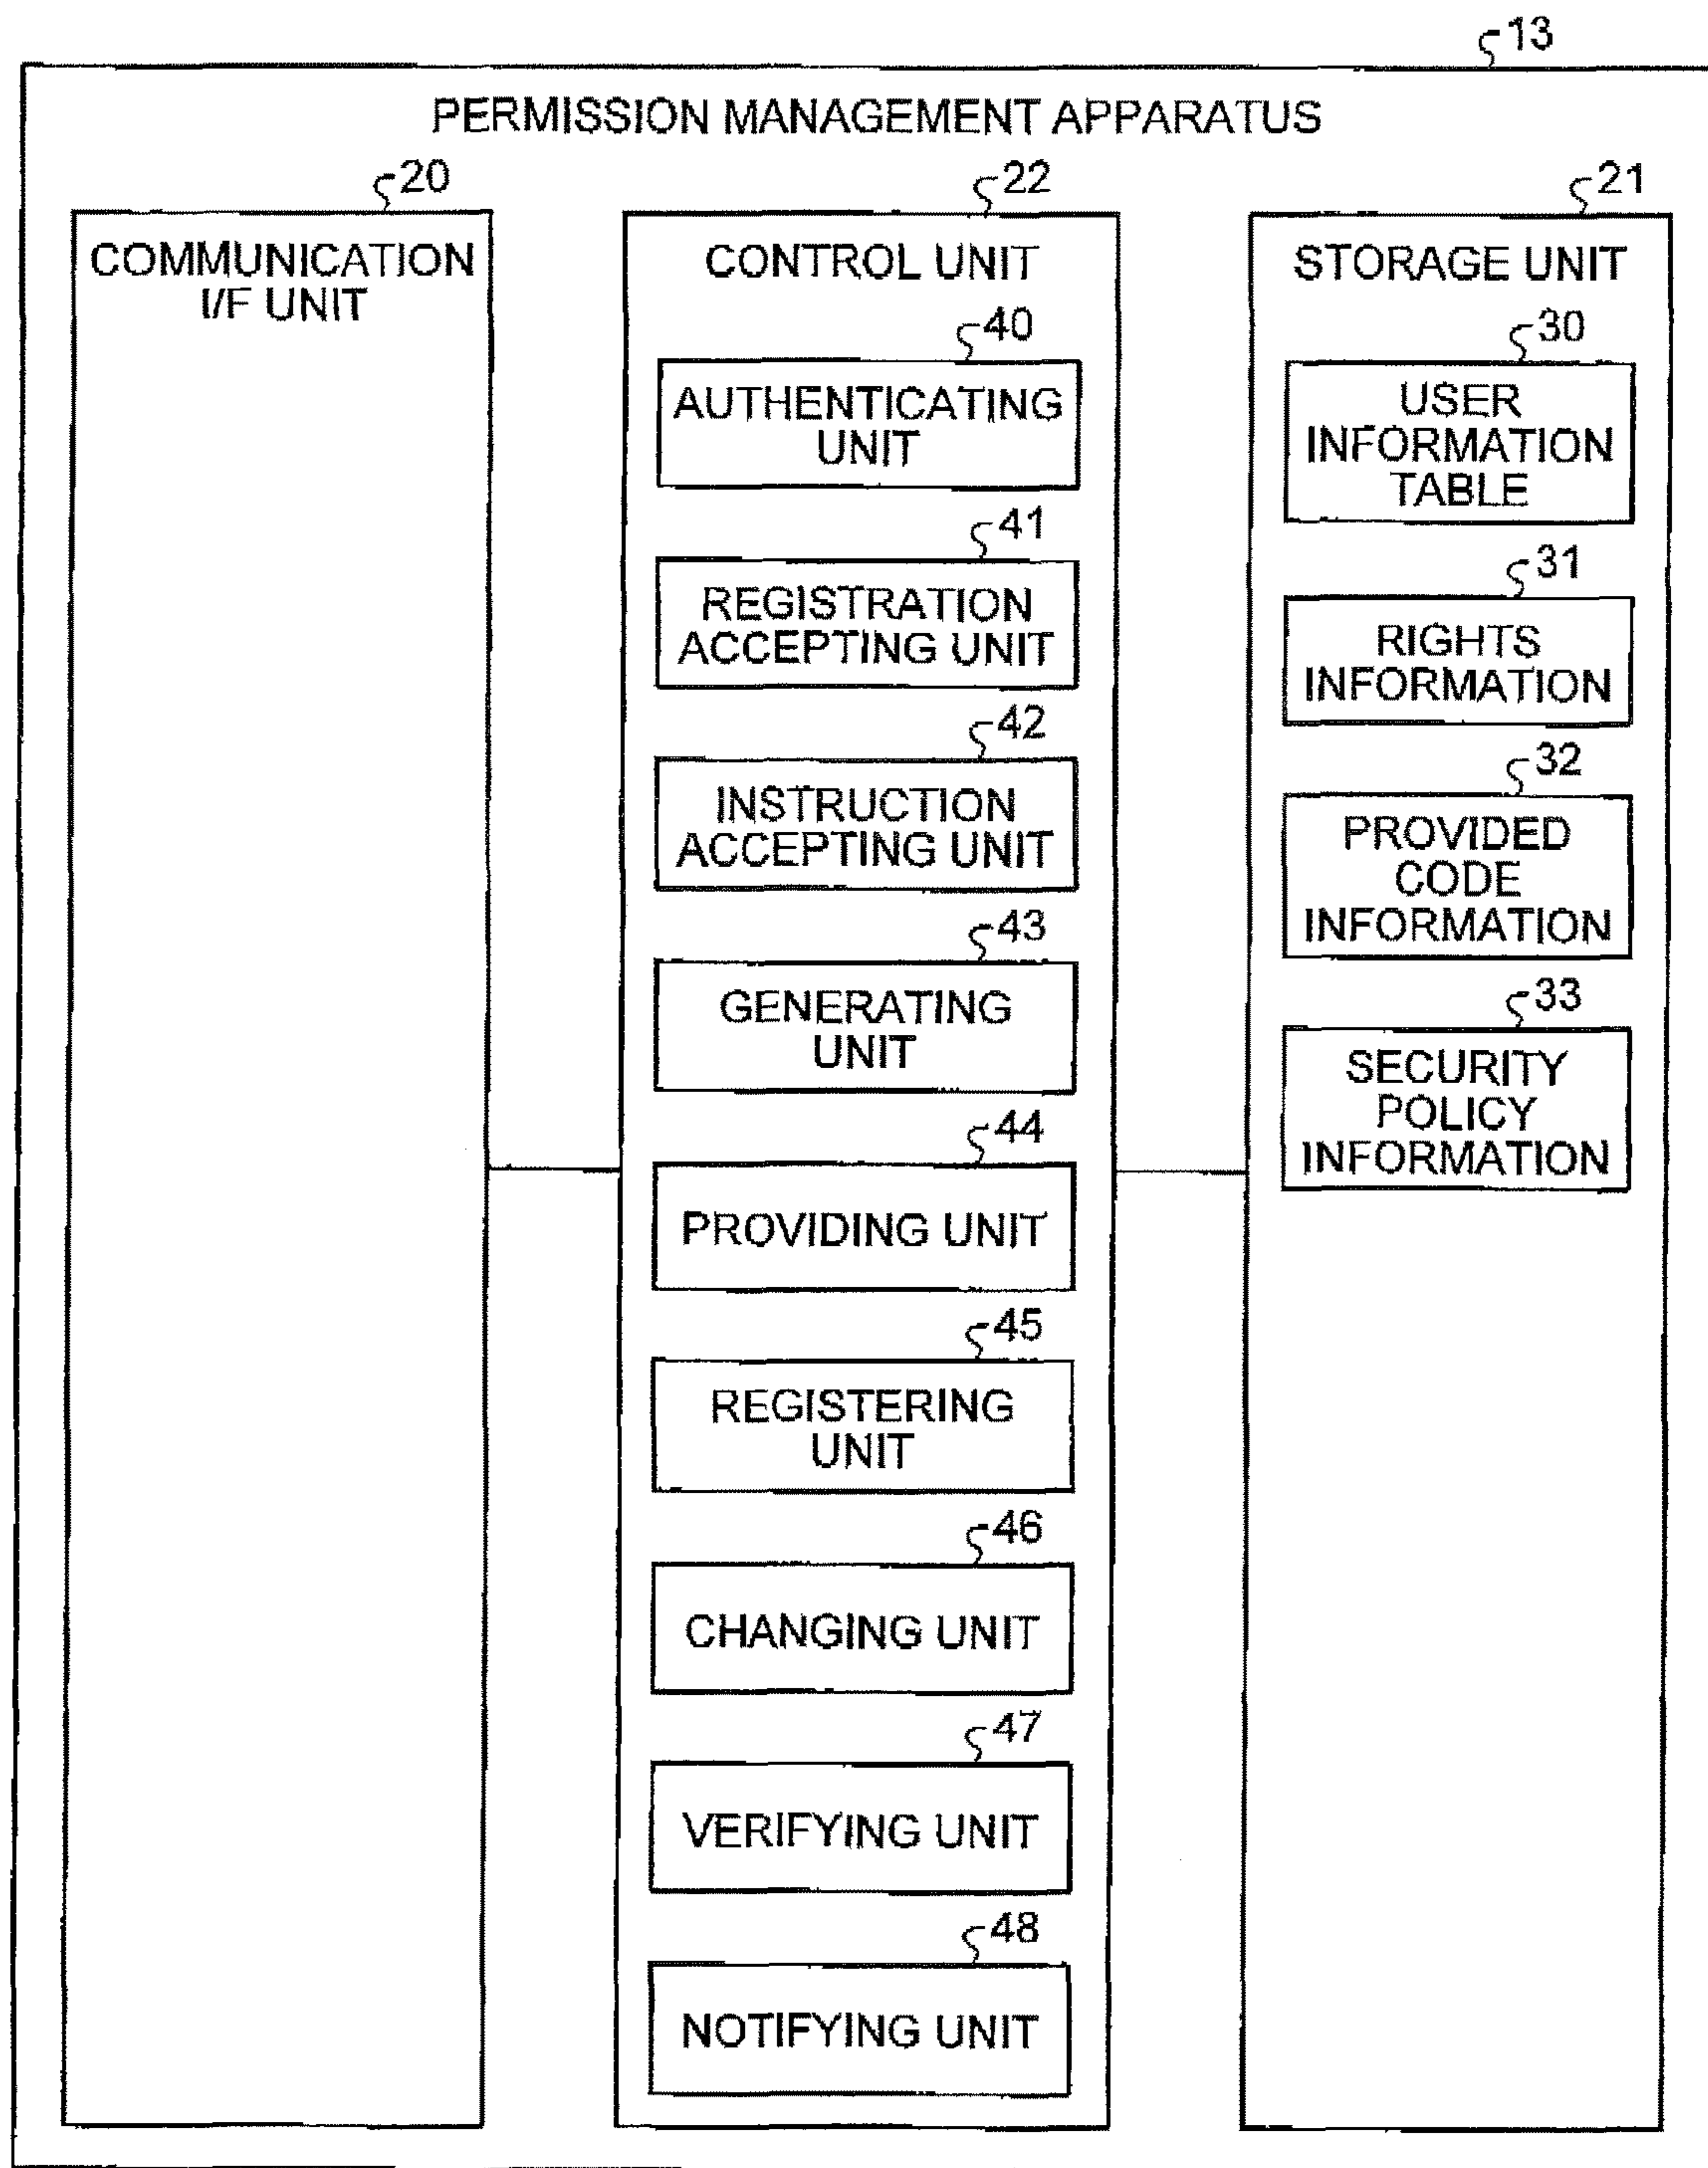 13
PERMISSION MANAGEMENT APPARATUS
20
COMMUNICATION
I/F UNIT
22
CONTROL UNIT
40
AUTHENTICATING
UNIT
41
REGISTRATION
ACCEPTING UNIT
42
INSTRUCTION
ACCEPTING UNIT
43
GENERATING
UNIT
44
PROVIDING UNIT
45
REGISTERING
UNIT
46
CHANGING UNIT
47
VERIFYING UNIT
48
NOTIFYING UNIT
21
STORAGE UNIT
30
USER
INFORMATION
TABLE
31
RIGHTS
INFORMATION
32
PROVIDED
CODE
INFORMATION
33
SECURITY
POLICY
INFORMATION